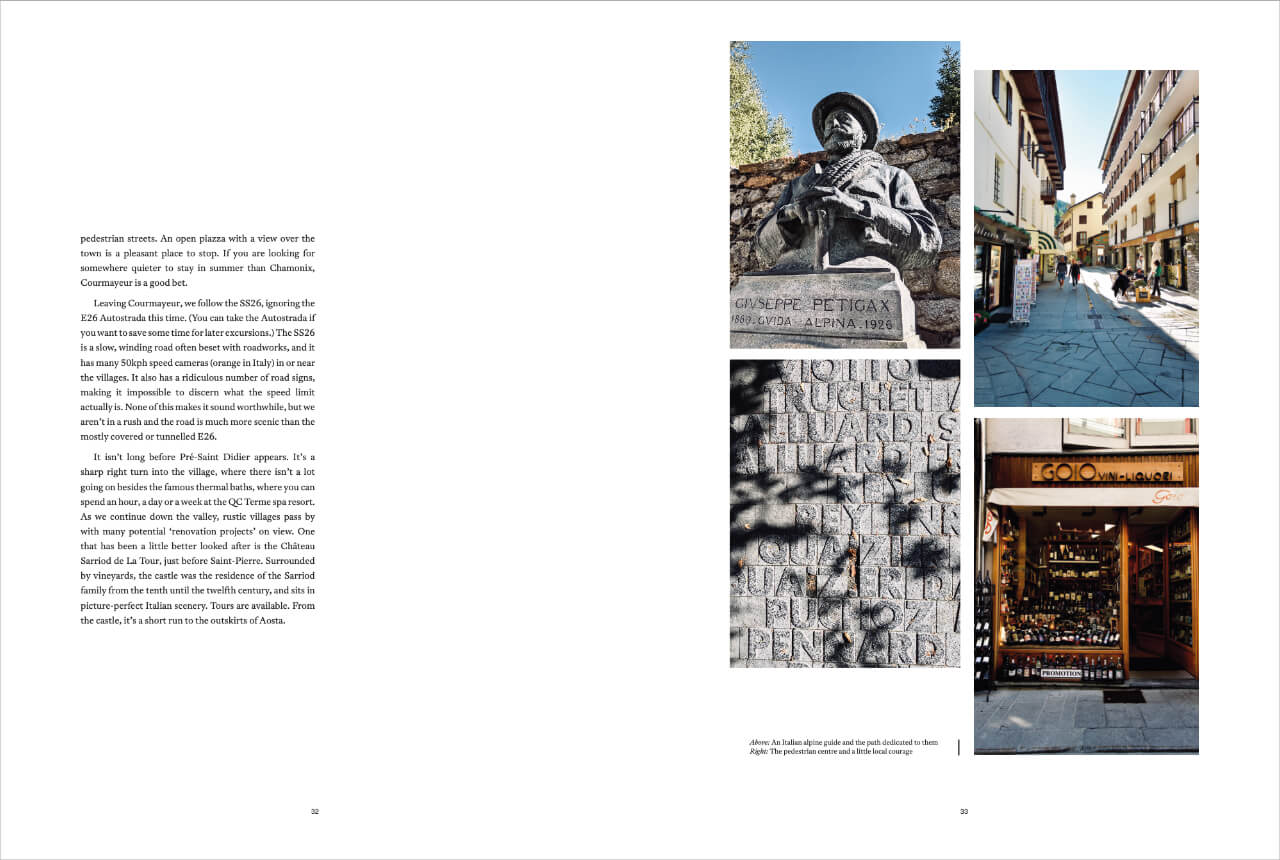 pedestrian streets. An open piazza with a view over the
town is a pleasant place to stop. If you are looking for
somewhere quieter to stay in summer than Chamonix,
Courmayeur is a good bet.
Leaving Courmayeur, we follow the SS26, ignoring the
E26 Autostrada this time. (You can take the Autostrada if
you want to save some time for later excursions.) The SS26
is a slow, winding road often beset with roadworks, and it
has many 50kph speed cameras (orange in Italy) in or near
the villages. It also has a ridiculous number of road signs,
making it impossible to discern what the speed limit
actually is. None of this makes it sound worthwhile, but we
aren’t in a rush and the road is much more scenic than the
mostly covered or tunnelled E26.
It isn’t long before Pré-Saint Didier appears. It’s a
sharp right turn into the village, where there isn’t a lot
going on besides the famous thermal baths, where you can
spend an hour, a day or a week at the QC Terme spa resort.
As we continue down the valley, rustic villages pass by
with many potential ‘renovation projects’ on view. One
that has been a little better looked after is the Château
Sarriod de La Tour, just before Saint-Pierre. Surrounded
by vineyards, the castle was the residence of the Sarriod
family from the tenth until the twelfth century, and sits in
picture-perfect Italian scenery. Tours are available. From
the castle, it’s a short run to the outskirts of Aosta.
32
GIVSEPPE · PETIGAX
1860 · GVIDA · ALPINA · 1926
TRUCHET
REY
QUAIZIER
PUCHOZ
PENNARD
GOIO VINI-LIQUORI
Goio
PROMOTION
Above: An Italian alpine guide and the path dedicated to them
Right: The pedestrian centre and a little local courage
33